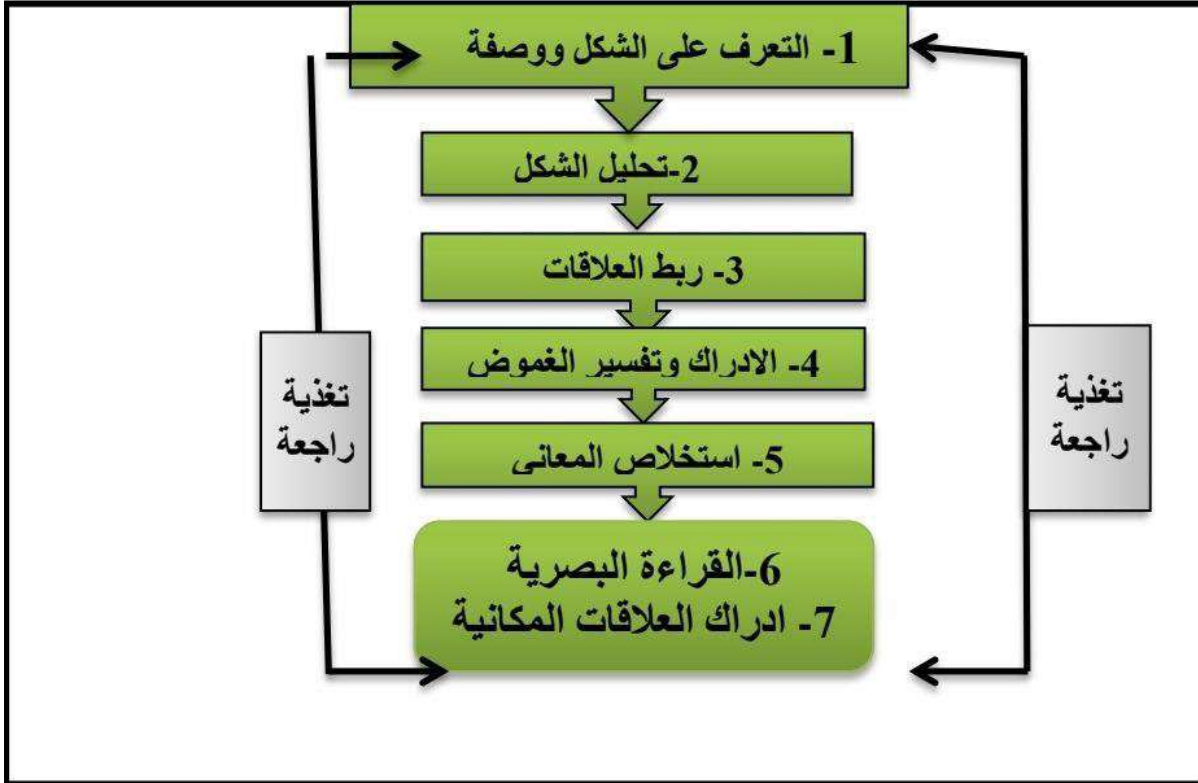 1- التعرف على الشكل ووصفة
2-تحليل الشكل
3- ربط العلاقات
4- الادراك وتفسير الغموض
5- استخلاص المعانى
6-القراءة البصرية
7- ادراك العلاقات المكانية
تغذية
راجعة
تغذية
راجعة